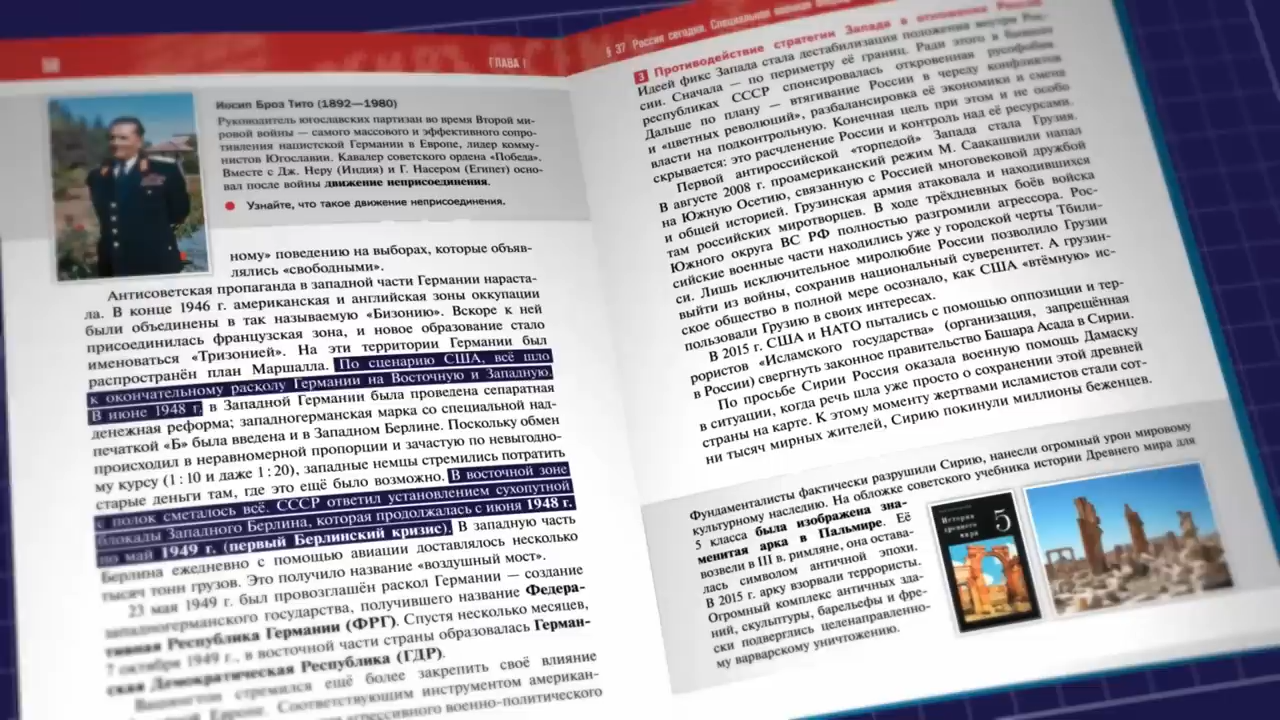 ГЛАВА I
Иосип Броз Тито (1892—1980)
Руководитель югославских партизан во время Второй ми-
ровой войны — самого массового и эффективного сопро-
тивления нацистской Германии в Европе, лидер комму-
нистов Югославии. Кавалер советского ордена «Победа».
Вместе с Дж. Неру (Индия) и Г. Насером (Египет) осно-
вал после войны движение неприсоединения.
Узнайте, что такое движение неприсоединения.
ному» поведению на выборах, которые объяв-
лялись «свободными».
Антисоветская пропаганда в западной части Германии нараста-
ла. В конце 1946 г. американская и английская зоны оккупации
были объединены в так называемую «Бизонию». Вскоре к ней
присоединилась французская зона, и новое образование стало
именоваться «Тризонией». На эти территории Германии был
распространён план Маршалла. По сценарию США, всё шло
к окончательному расколу Германии на Восточную и Западную.
В июне 1948 г. в Западной Германии была проведена сепаратная
денежная реформа; западногерманская марка со специальной над-
печаткой «Б» была введена и в Западном Берлине. Поскольку обмен
происходил в неравномерной пропорции и зачастую по невыгодно-
му курсу (1 : 10 и даже 1 : 20), западные немцы стремились потратить
старые деньги там, где это ещё было возможно. В восточной зоне
с полок сметалось всё. СССР ответил установлением сухопутной
блокады Западного Берлина, которая продолжалась с июня 1948 г.
по май 1949 г. (первый Берлинский кризис). В западную часть
Берлина ежедневно с помощью авиации доставлялось несколько
тысяч тонн грузов. Это получило название «воздушный мост».
23 мая 1949 г. был провозглашён раскол Германии — создание
западногерманского государства, получившего название Федера-
тивная Республика Германии (ФРГ). Спустя несколько месяцев,
7 октября 1949 г., в восточной части страны образовалась Герман-
ская Демократическая Республика (ГДР).
Вашингтон стремился ещё более закрепить своё влияние
Европе. Соответствующим инструментом американ-
агрессивного военно-политического
§ 37 Россия сегодня. Специальная военная
3 Противодействие стратегии Запада в отношении России
Идеей фикс Запада стала дестабилизация положения внутри Рос-
сии. Сначала — по периметру её границ. Ради этого в бывших
республиках СССР спонсировалась откровенная русофобия
Дальше по плану — втягивание России в череду конфликтов
и «цветных революций», разбалансировка её экономики и смена
власти на подконтрольную. Конечная цель при этом и не особо
скрывается: это расчленение России и контроль над её ресурсами.
Первой антироссийской «торпедой» Запада стала Грузия.
В августе 2008 г. проамериканский режим М. Саакашвили напал
на Южную Осетию, связанную с Россией многовековой дружбой
и общей историей. Грузинская армия атаковала и находившихся
там российских миротворцев. В ходе трёхдневных боёв войска
Южного округа ВС РФ полностью разгромили агрессора. Рос-
сийские военные части находились уже у городской черты Тбили-
си. Лишь исключительное миролюбие России позволило Грузии
выйти из войны, сохранив национальный суверенитет. А грузин-
ское общество в полной мере осознало, как США «втёмную» ис-
пользовали Грузию в своих интересах.
В 2015 г. США и НАТО пытались с помощью оппозиции и тер-
рористов «Исламского государства» (организация, запрещённая
в России) свергнуть законное правительство Башара Асада в Сирии.
По просьбе Сирии Россия оказала военную помощь Дамаску
в ситуации, когда речь шла уже просто о сохранении этой древней
страны на карте. К этому моменту жертвами исламистов стали сот-
ни тысяч мирных жителей, Сирию покинули миллионы беженцев.
Фундаменталисты фактически разрушили Сирию, нанесли огромный урон мировому
культурному наследию. На обложке советского учебника истории Древнего мира для
5 класса была изображена зна-
менитая арка в Пальмире. Её
возвели в III в. римляне, она остава-
лась символом античной эпохи.
В 2015 г. арку взорвали террористы.
Огромный комплекс античных зда-
ний, скульптуры, барельефы и фре-
ски подверглись целенаправленно-
му варварскому уничтожению.
История
древнего
мира
5